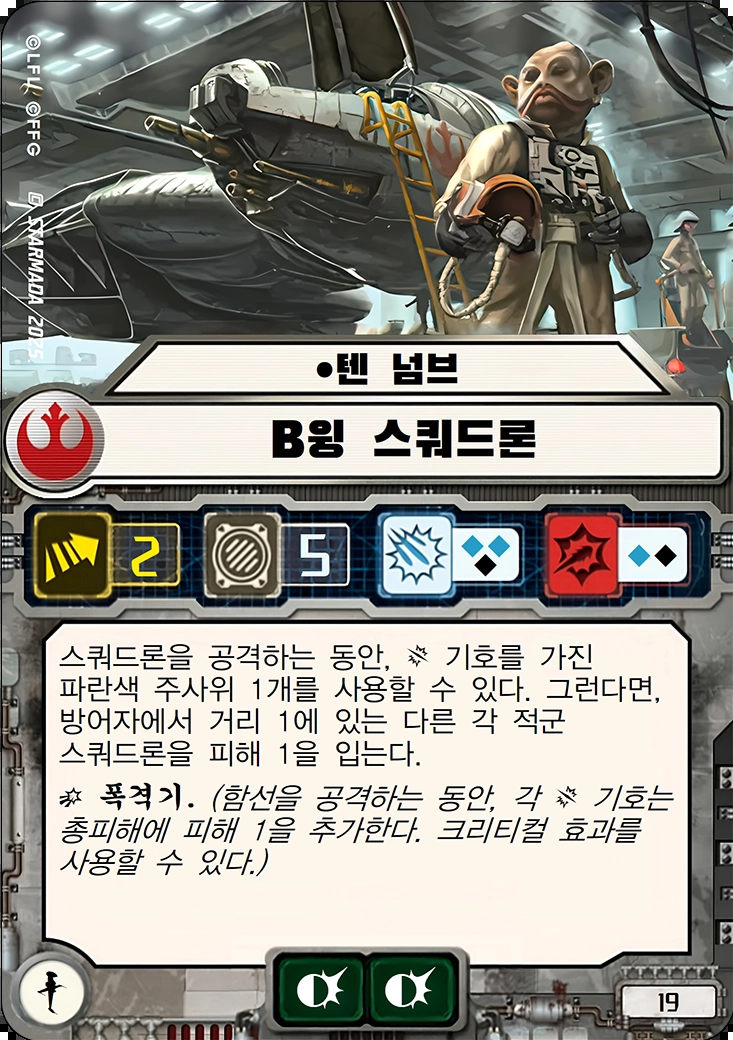 ©LFL ©FFG © STARMADA 2025.
•텐 넘브
B윙 스쿼드론
2 5
스쿼드론을 공격하는 동안, 기호를 가진
파란색 주사위 1개를 사용할 수 있다. 그런다면,
방어자에서 거리 1에 있는 다른 각 적군
스쿼드론을 피해 1을 입는다.
폭격기. (함선을 공격하는 동안, 각 기호는
총피해에 피해 1을 추가한다. 크리티컬 효과를
사용할 수 있다.)
19